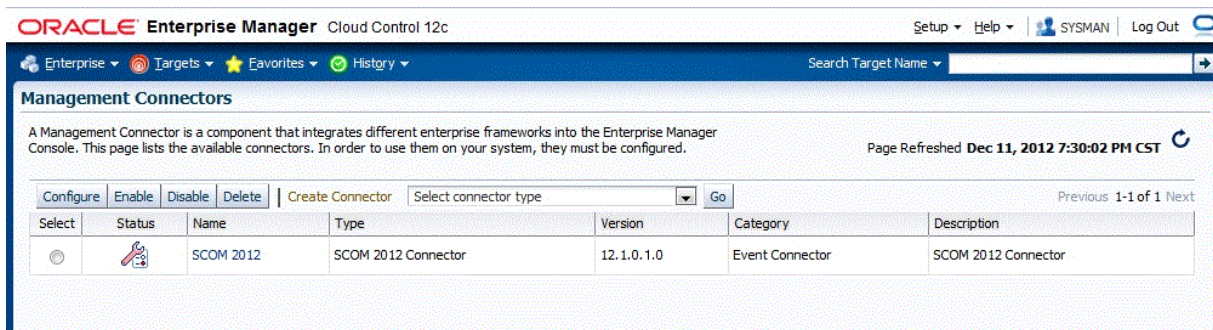 ORACLE Enterprise Manager Cloud Control 12c
Setup Help SYSMAN Log Out
Enterprise Targets Favorites History Search Target Name
Management Connectors
A Management Connector is a component that integrates different enterprise frameworks into the Enterprise Manager
Console. This page lists the available connectors. In order to use them on your system, they must be configured.
Page Refreshed Dec 11, 2012 7:30:02 PM CST
Configure Enable Disable Delete Create Connector Select connector type Go Previous 1-1 of 1 Next
Select Status Name Type Version Category Description
SCOM 2012 SCOM 2012 Connector 12.1.0.1.0 Event Connector SCOM 2012 Connector